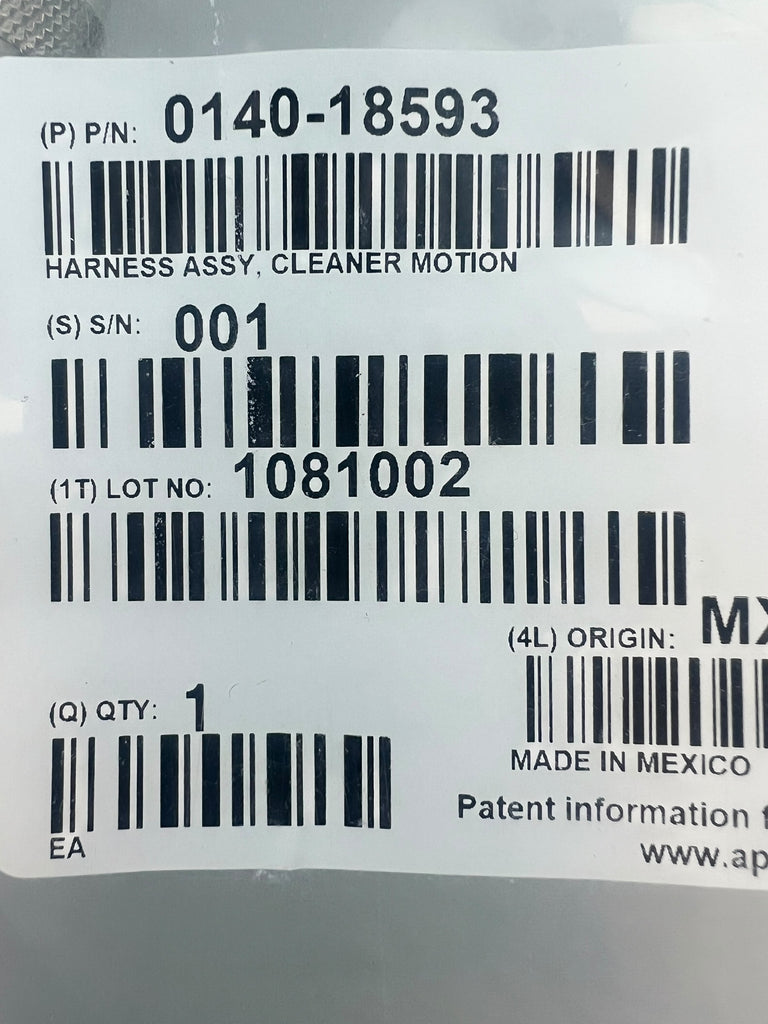 (P) P/N: 0140-18593
HARNESS ASSY, CLEANER MOTION
(S) S/N: 001
(1T) LOT NO: 1081002
(4L) ORIGIN: MX
MADE IN MEXICO
(Q) QTY: 1
EA
Patent information
www.ap